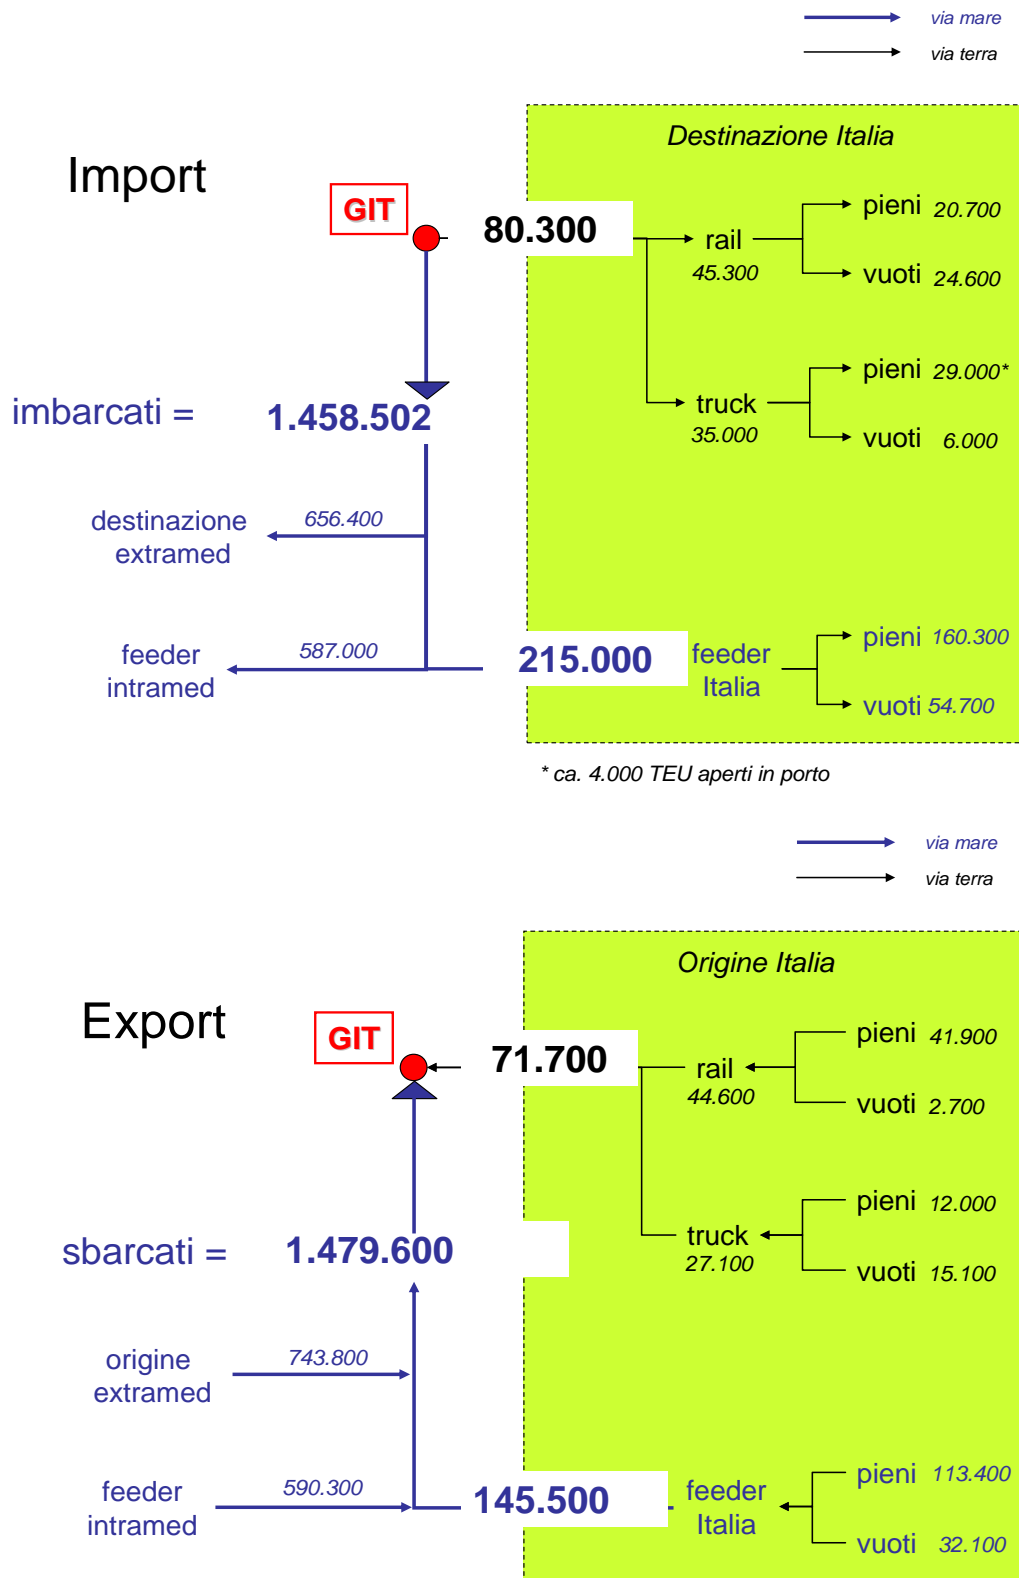 via mare
via terra
Destinazione Italia
Import
GIT
80.300
rail
45.300
pieni 20.700
vuoti 24.600
truck
35.000
pieni 29.000*
vuoti 6.000
imbarcati = 1.458.502
destinazione
extramed
656.400
feeder
intramed
587.000
215.000
feeder
Italia
pieni 160.300
vuoti 54.700
* ca. 4.000 TEU aperti in porto
via mare
via terra
Origine Italia
Export
GIT
71.700
rail
44.600
pieni 41.900
vuoti 2.700
truck
27.100
pieni 12.000
vuoti 15.100
sbarcati = 1.479.600
origine
extramed
743.800
feeder
intramed
590.300
145.500
feeder
Italia
pieni 113.400
vuoti 32.100